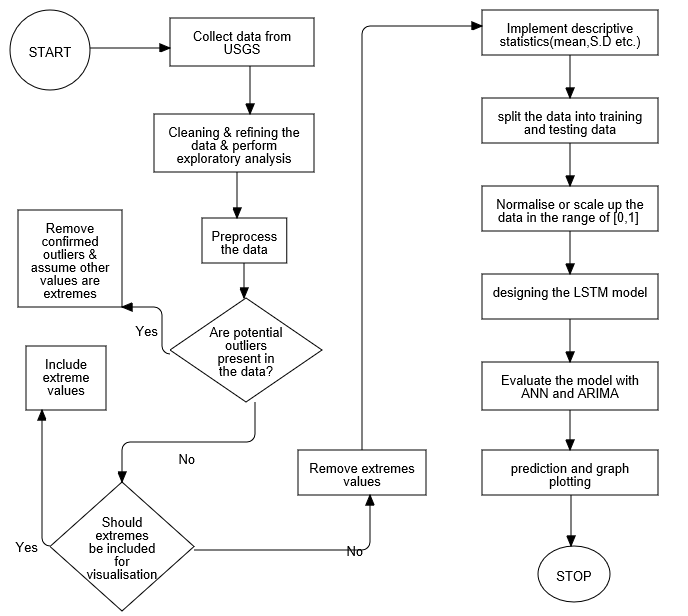 START
Collect data from
USGS
Cleaning & refining the
data & perform
exploratory analysis
Preprocess
the data
Remove
confirmed
outliers &
assume other
values are
extremes
Yes
Are potential
outliers
present in
the data?
Include
extreme
values
No
Should
extremes
be included
for
visualisation
Yes
No
Remove extremes
values
Implement descriptive
statistics(mean,S.D etc.)
split the data into training
and testing data
Normalise or scale up the
data in the range of [0,1]
designing the LSTM model
Evaluate the model with
ANN and ARIMA
prediction and graph
plotting
STOP